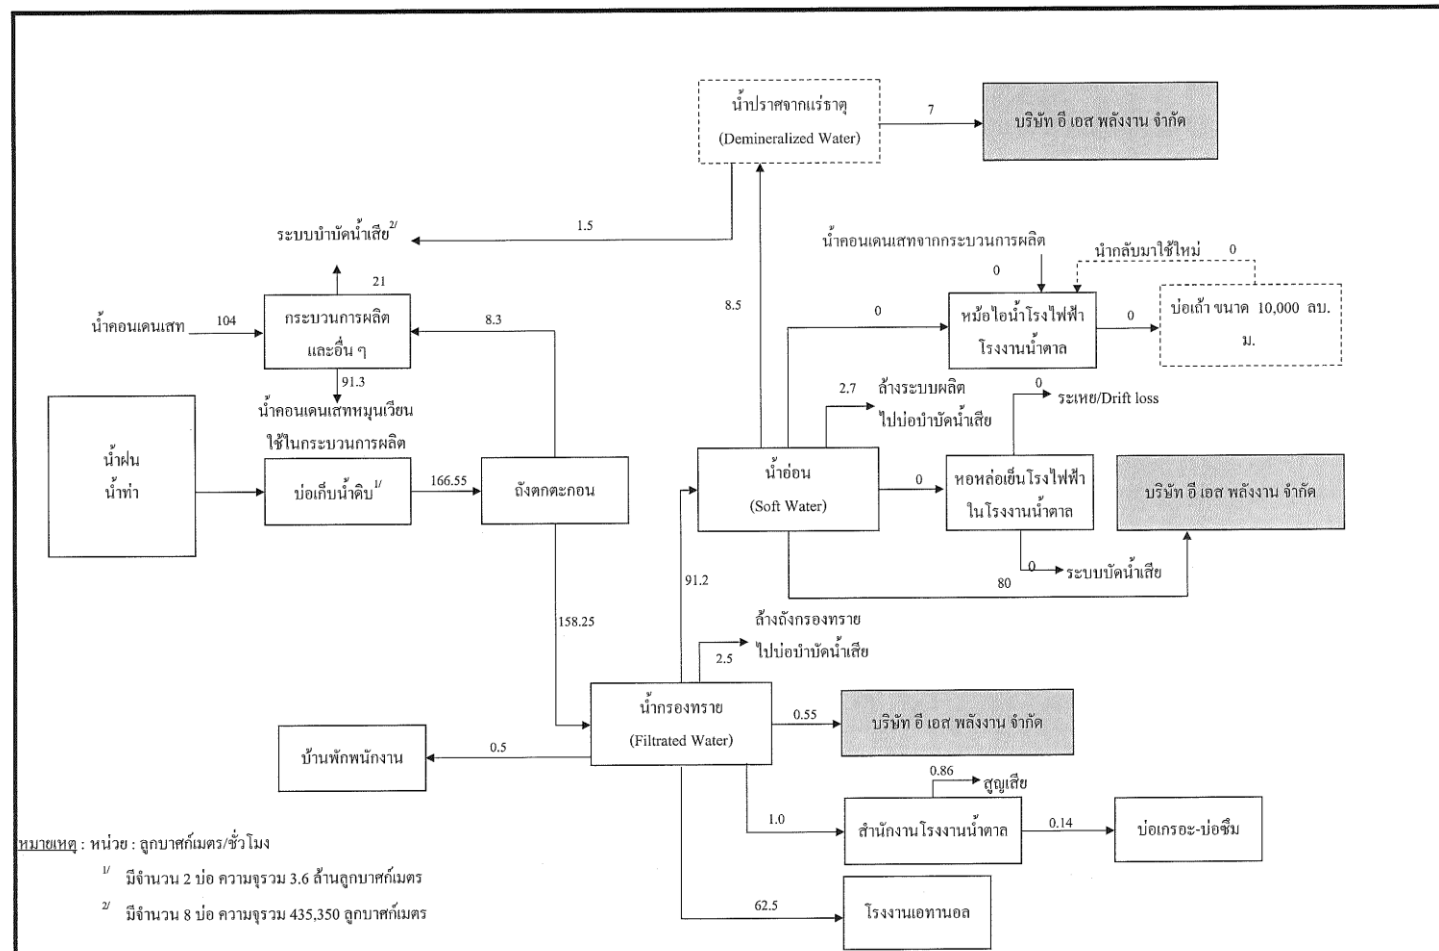 น้ำปราศจากแร่ธาตุ
(Demineralized Water)
7
บริษัท อี เอส พลังงาน จำกัด
1.5
ระบบบำบัดน้ำเสีย2/
น้ำคอนเดนเสทจากกระบวนการผลิต
นำกลับมาใช้ใหม่ 0
0
21
8.5
น้ำคอนเดนเสท
104
กระบวนการผลิต
และอื่น ๆ
8.3
0
หม้อไอน้ำโรงไฟฟ้า
โรงงานน้ำตาล
0
บ่อเถ้า ขนาด 10,000 ลบ.
ม.
91.3
น้ำคอนเดนเสทหมุนเวียน
ใช้ในกระบวนการผลิต
2.7
ล้างระบบผลิต
ไปบ่อบำบัดน้ำเสีย
0
ระเหย/Drift loss
น้ำฝน
น้ำท่า
บ่อเก็บน้ำดิบ1/
166.55
ถังตกตะกอน
น้ำอ่อน
(Soft Water)
0
หอหล่อเย็นโรงไฟฟ้า
ในโรงงานน้ำตาล
บริษัท อี เอส พลังงาน จำกัด
0
ระบบบัดน้ำเสีย
80
91.2
158.25
ล้างถังกรองทราย
ไปบ่อบำบัดน้ำเสีย
2.5
น้ำกรองทราย
(Filtrated Water)
0.55
บริษัท อี เอส พลังงาน จำกัด
0.5
บ้านพักพนักงาน
0.86
สูญเสีย
1.0
สำนักงานโรงงานน้ำตาล
0.14
บ่อเกรอะ-บ่อซึม
62.5
โรงงานเอทานอล
หมายเหตุ : หน่วย : ลูกบาศก์เมตร/ชั่วโมง
1/ มีจำนวน 2 บ่อ ความจุรวม 3.6 ล้านลูกบาศก์เมตร
2/ มีจำนวน 8 บ่อ ความจุรวม 435,350 ลูกบาศก์เมตร